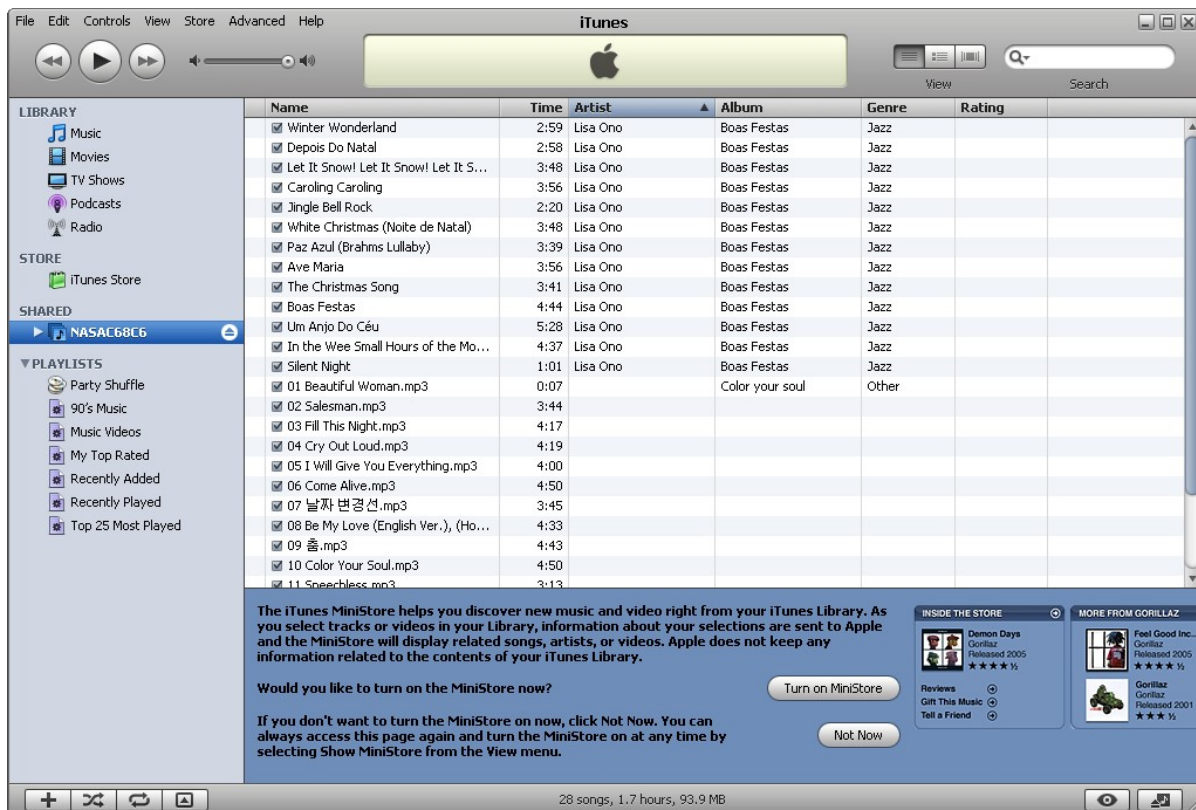 File Edit Controls View Store Advanced Help
iTunes
View
Search
LIBRARY
Music
Movies
TV Shows
Podcasts
Radio
STORE
iTunes Store
SHARED
NASAC68C6
PLAYLISTS
Party Shuffle
90's Music
Music Videos
My Top Rated
Recently Added
Recently Played
Top 25 Most Played
Name Time Artist Album Genre Rating
Winter Wonderland 2:59 Lisa Ono Boas Festas Jazz
Depois Do Natal 2:58 Lisa Ono Boas Festas Jazz
Let It Snow! Let It Snow! Let It S... 3:48 Lisa Ono Boas Festas Jazz
Caroling Caroling 3:56 Lisa Ono Boas Festas Jazz
Jingle Bell Rock 2:20 Lisa Ono Boas Festas Jazz
White Christmas (Noite de Natal) 3:48 Lisa Ono Boas Festas Jazz
Paz Azul (Brahms Lullaby) 3:39 Lisa Ono Boas Festas Jazz
Ave Maria 3:56 Lisa Ono Boas Festas Jazz
The Christmas Song 3:41 Lisa Ono Boas Festas Jazz
Boas Festas 4:44 Lisa Ono Boas Festas Jazz
Um Anjo Do Céu 5:28 Lisa Ono Boas Festas Jazz
In the Wee Small Hours of the Mo... 4:37 Lisa Ono Boas Festas Jazz
Silent Night 1:01 Lisa Ono Boas Festas Jazz
01 Beautiful Woman.mp3 0:07 Color your soul Other
02 Salesman.mp3 3:44
03 Fill This Night.mp3 4:17
04 Cry Out Loud.mp3 4:19
05 I Will Give You Everything.mp3 4:00
06 Come Alive.mp3 4:50
07 날짜 변경선.mp3 3:45
08 Be My Love (English Ver.), (Ho... 4:33
09 춤.mp3 4:43
10 Color Your Soul.mp3 4:50
11 Speechless.mp3 3:13
The iTunes MiniStore helps you discover new music and video right from your iTunes Library. As
you select tracks or videos in your Library, information about your selections are sent to Apple
and the MiniStore will display related songs, artists, or videos. Apple does not keep any
information related to the contents of your iTunes Library.
Would you like to turn on the MiniStore now?
Turn on MiniStore
If you don't want to turn the MiniStore on now, click Not Now. You can
always access this page again and turn the MiniStore on at any time by
selecting Show MiniStore from the View menu.
Not Now
INSIDE THE STORE
Demon Days
Gorillaz
Released 2005
Reviews
Gift This Music
Tell a Friend
MORE FROM GORILLAZ
Feel Good Inc...
Gorillaz
Released 2005
Gorillaz
Gorillaz
Released 2001
28 songs, 1.7 hours, 93.9 MB